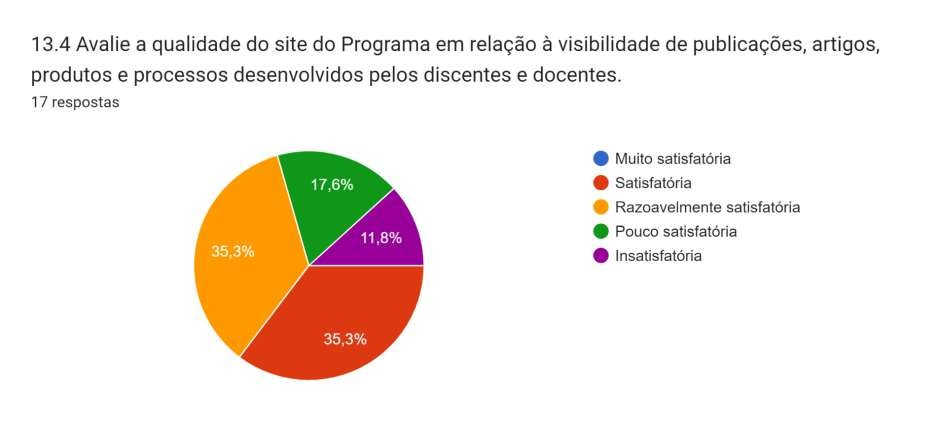 13.4 Avalie a qualidade do site do Programa em relação à visibilidade de publicações, artigos,
produtos e processos desenvolvidos pelos discentes e docentes.
17 respostas
Muito satisfatória
Satisfatória
Razoavelmente satisfatória
Pouco satisfatória
Insatisfatória
17,6%
11,8%
35,3%
35,3%